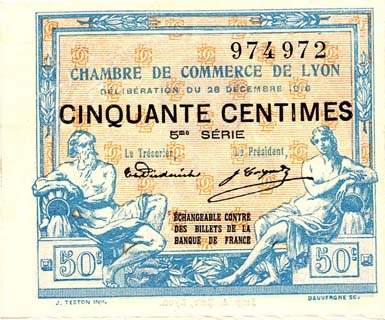 974972
CHAMBRE DE COMMERCE DE LYON
DÉLIBÉRATION DU 28 DÉCEMBRE 1916
CINQUANTE CENTIMES
5me SÉRIE
Le Trésorier, Le Président,
ÉCHANGEABLE CONTRE
DES BILLETS DE LA
BANQUE DE FRANCE
50c 50c
J. TESTON INV. DAUVERGNE SC.